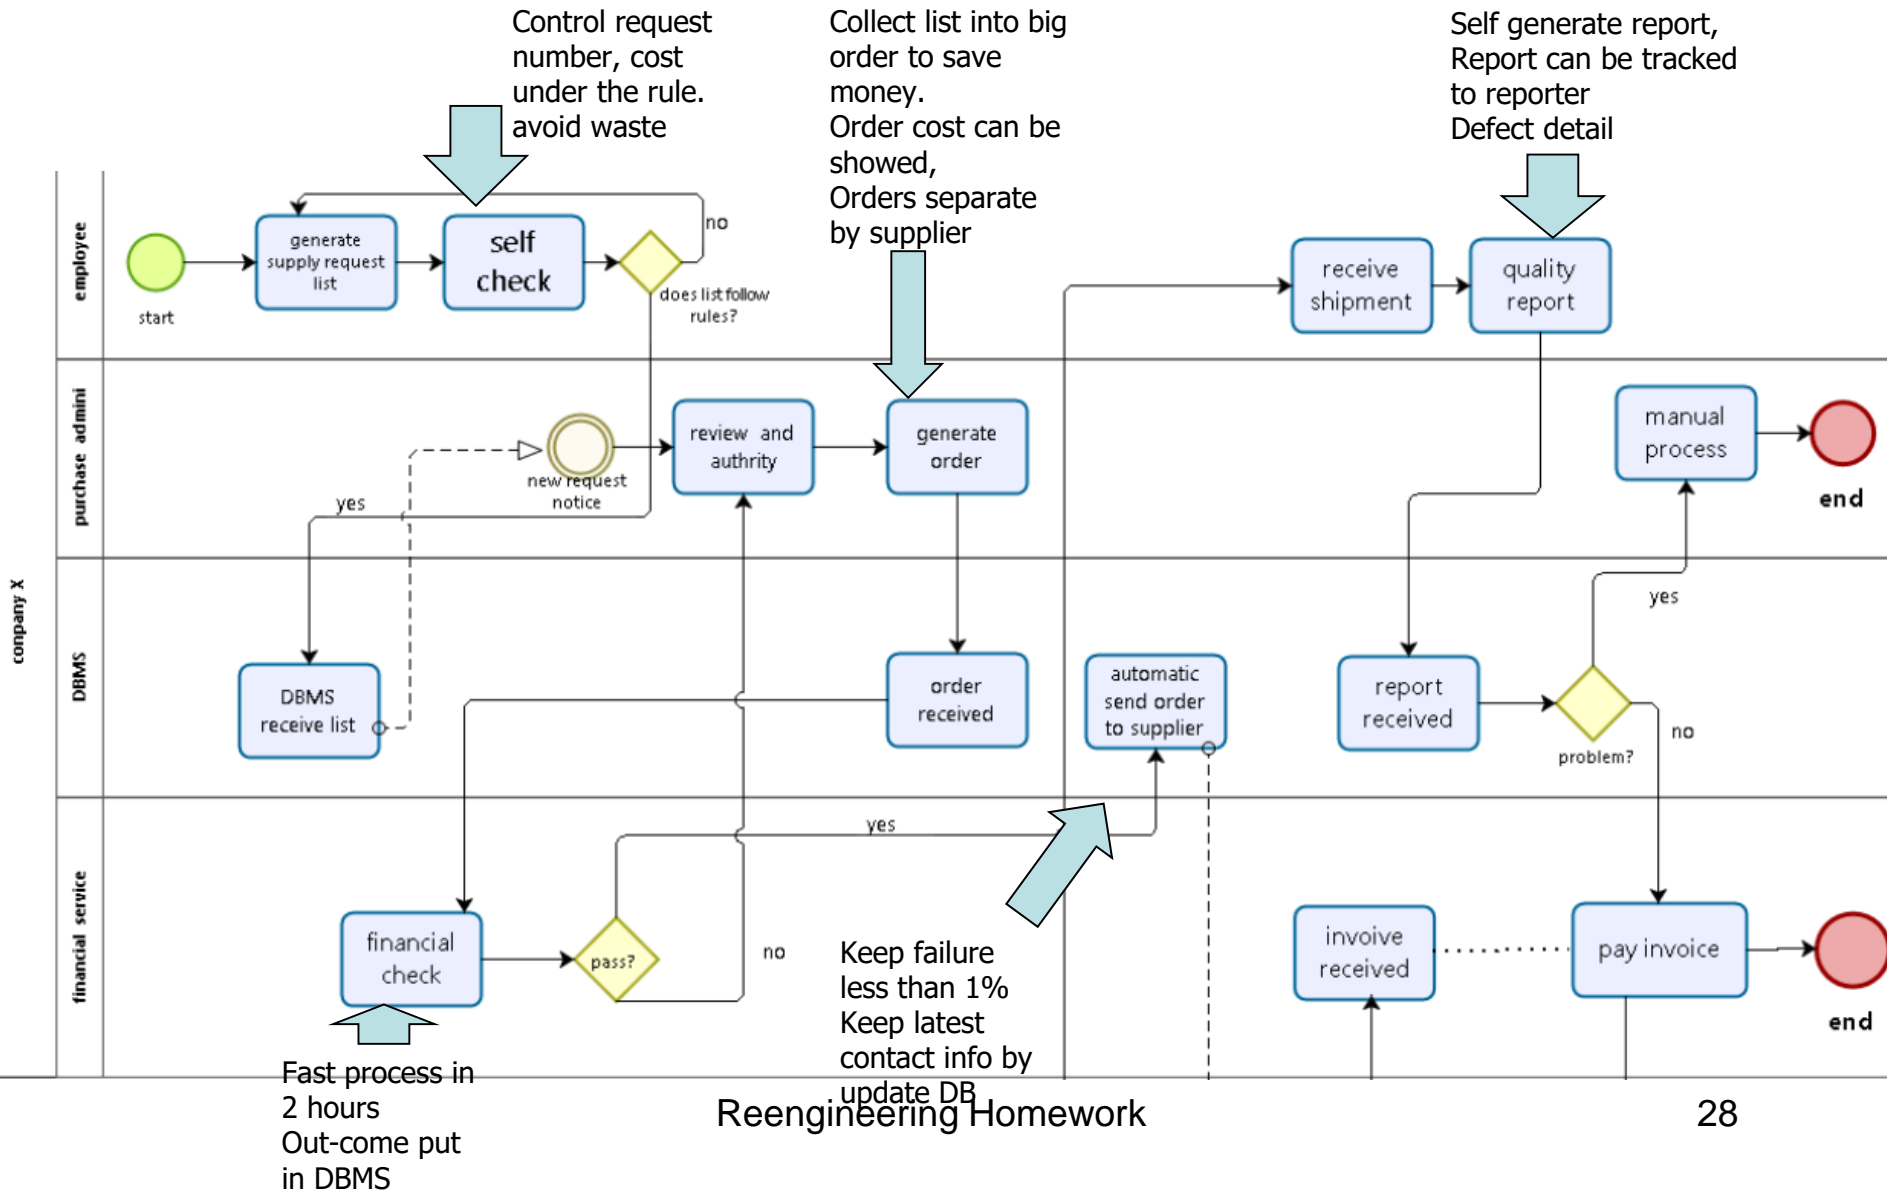 Control request
number, cost
under the rule.
avoid waste
Collect list into big
order to save
money.
Order cost can be
showed,
Orders separate
by supplier
Self generate report,
Report can be tracked
to reporter
Defect detail
conpany X
employee
start
generate
supply request
list
self
check
no
does list follow
rules?
receive
shipment
quality
report
purchase admini
new request
notice
yes
review and
authrity
generate
order
manual
process
end
DBMS
DBMS
receive list
order
received
automatic
send order
to supplier
report
received
problem?
yes
no
financial service
financial
check
pass?
yes
no
invoive
received
pay invoice
end
Keep failure
less than 1%
Keep latest
contact info by
update DB
Fast process in
2 hours
Out-come put
in DBMS
Reengineering Homework
28